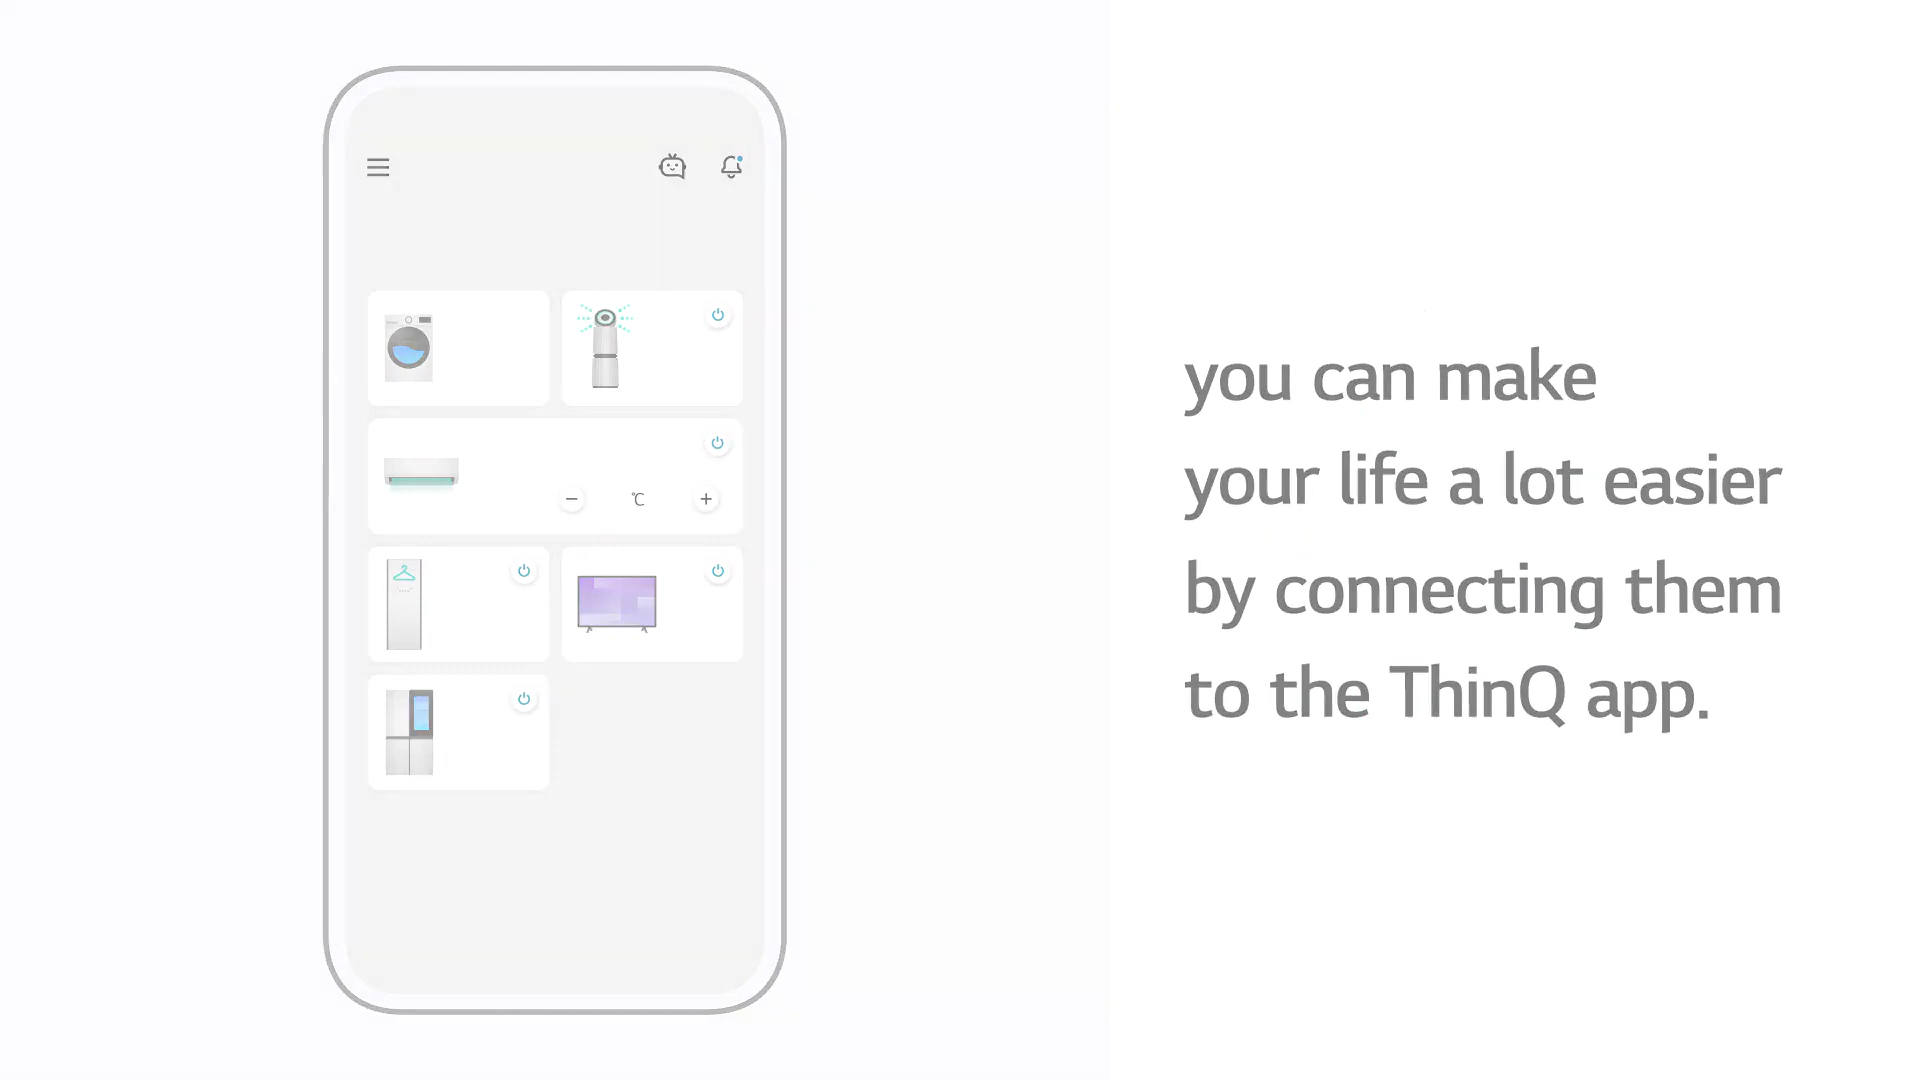 ℃
you can make
your life a lot easier
by connecting them
to the ThinQ app.